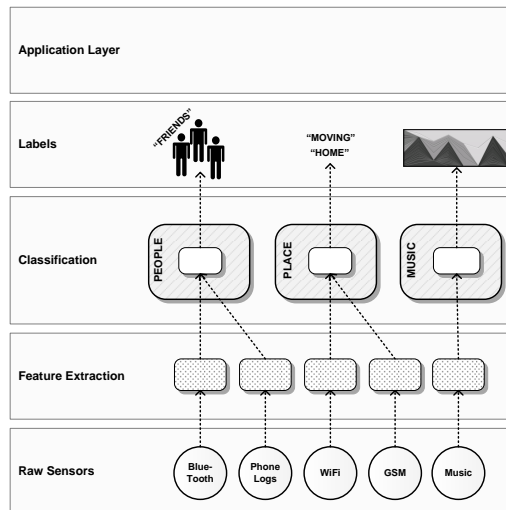 Application Layer
Labels
“FRIENDS”
“MOVING”
“HOME”
Classification
PEOPLE
PLACE
MUSIC
Feature Extraction
Raw Sensors
Blue-
Tooth
Phone
Logs
WiFi
GSM
Music